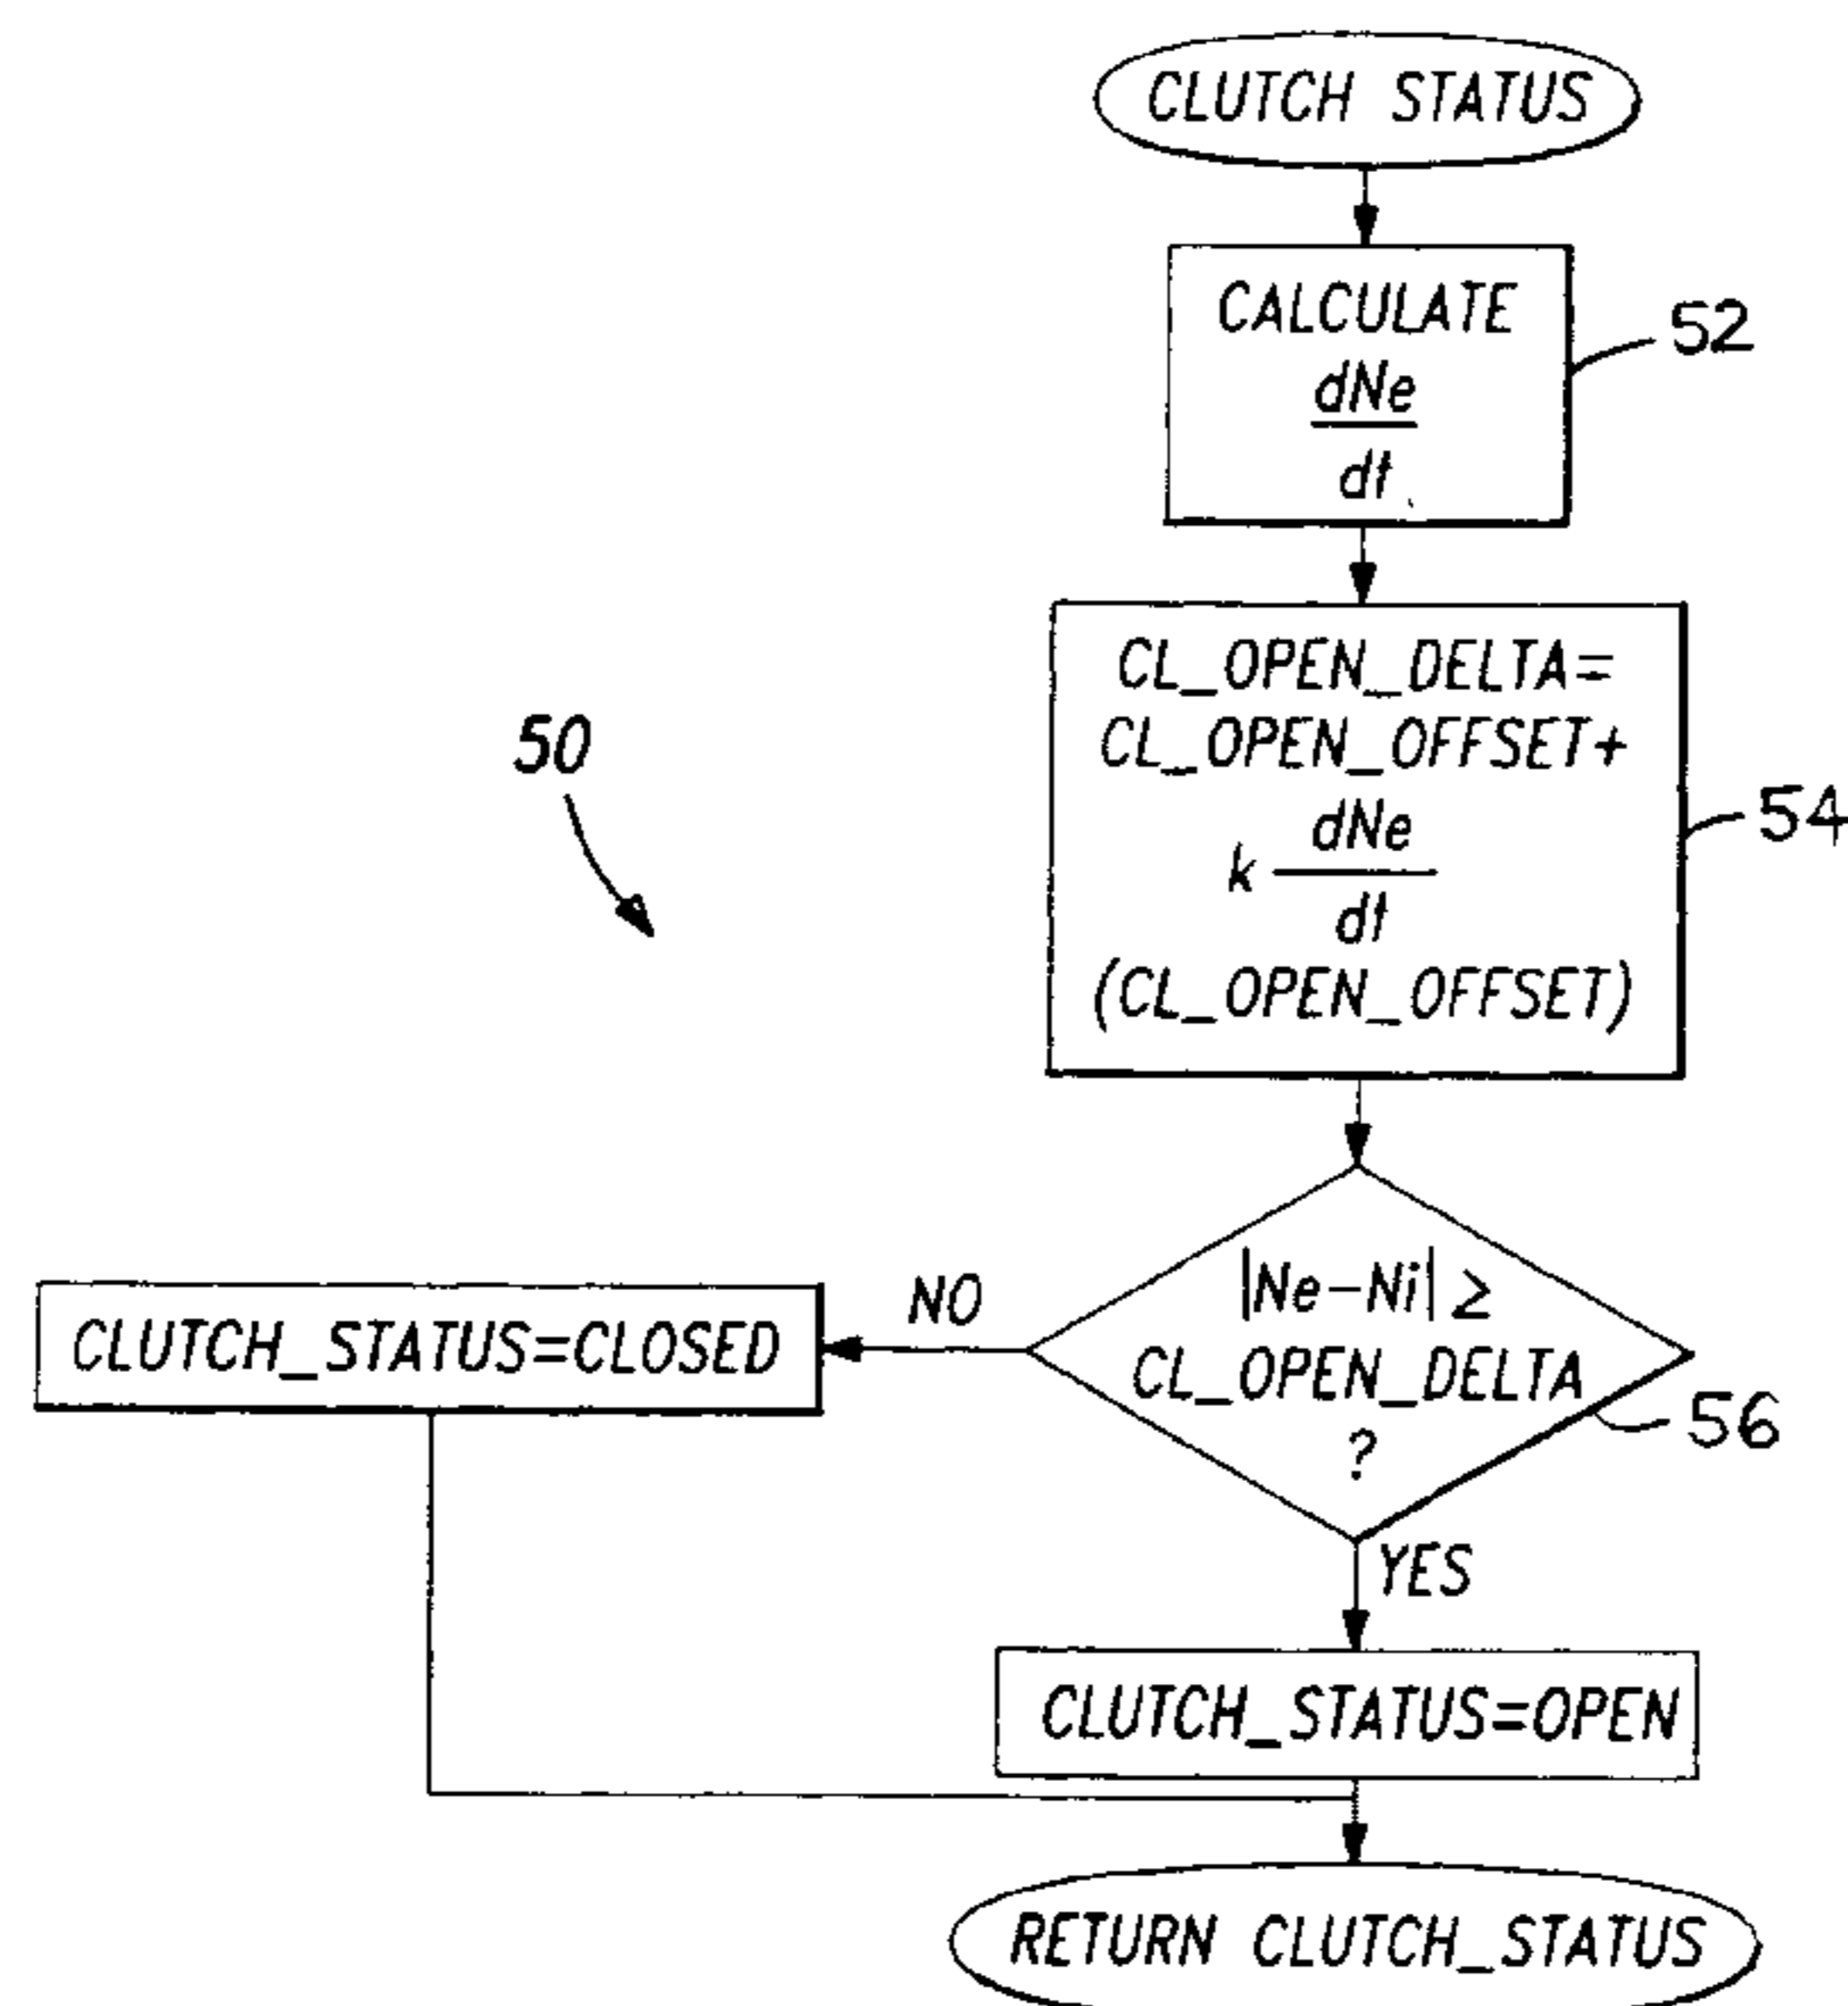 CLUTCH STATUS
CALCULATE
dNe
dt
52
CL_OPEN_DELTA=
CL_OPEN_OFFSET+
k dNe
dt
(CL_OPEN_OFFSET)
54
50
|Ne-Ni| ≥
CL_OPEN_DELTA
?
56
NO
CLUTCH_STATUS=CLOSED
YES
CLUTCH_STATUS=OPEN
RETURN CLUTCH_STATUS